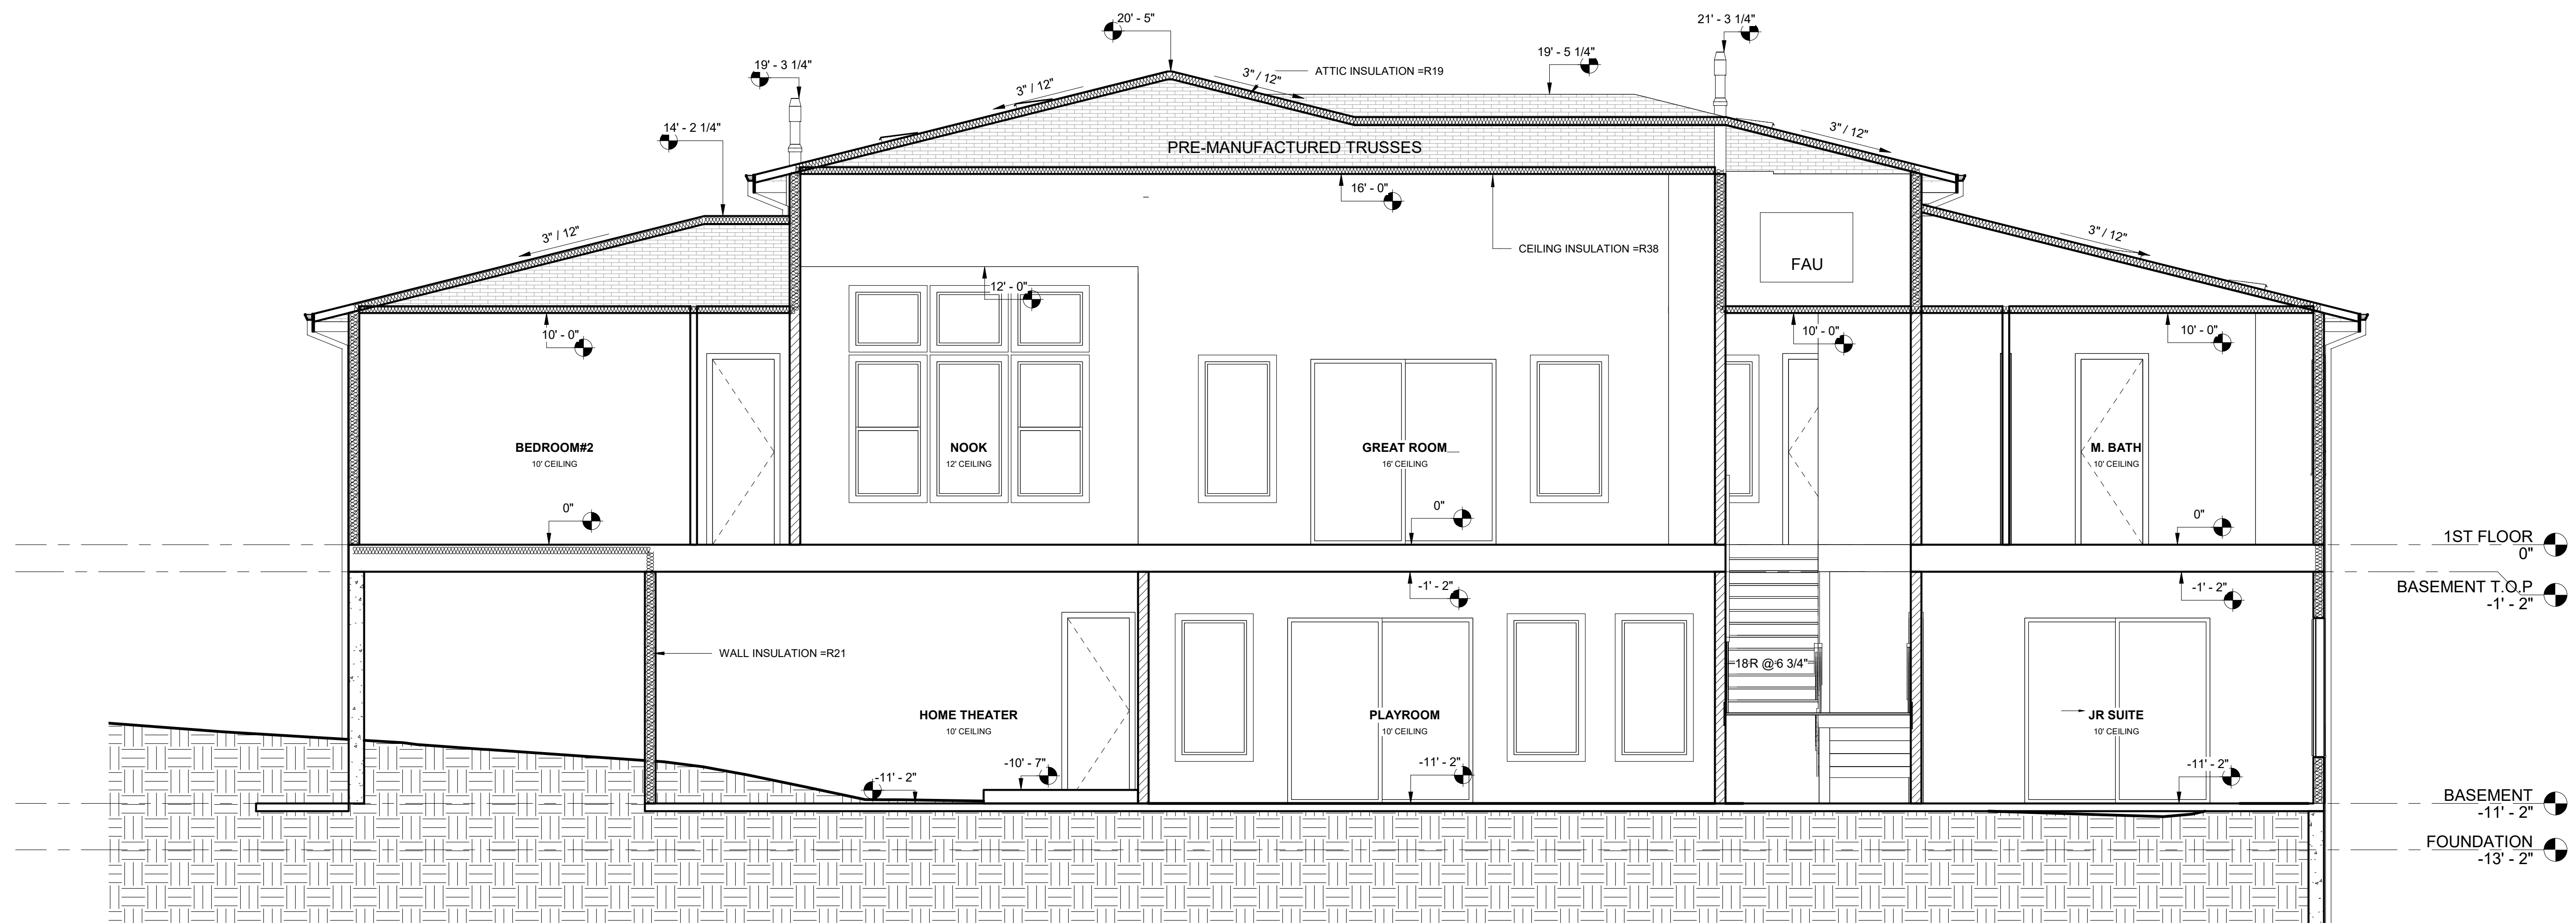 20' - 5"
21' - 3 1/4"
19' - 3 1/4"
19' - 5 1/4"
ATTIC INSULATION =R19
3" / 12"
3" / 12"
14' - 2 1/4"
3" / 12"
PRE-MANUFACTURED TRUSSES
16' - 0"
3" / 12"
3" / 12"
CEILING INSULATION =R38
FAU
12' - 0"
10' - 0"
10' - 0"
10' - 0"
BEDROOM#2
10' CEILING
NOOK
12' CEILING
GREAT ROOM
16' CEILING
M. BATH
10' CEILING
0"
0"
0"
1ST FLOOR
0"
BASEMENT T.O.P
-1' - 2"
-1' - 2"
-1' - 2"
WALL INSULATION =R21
18R @ 6 3/4"
HOME THEATER
10' CEILING
PLAYROOM
10' CEILING
JR SUITE
10' CEILING
-11' - 2"
-10' - 7"
-11' - 2"
-11' - 2"
BASEMENT
-11' - 2"
FOUNDATION
-13' - 2"